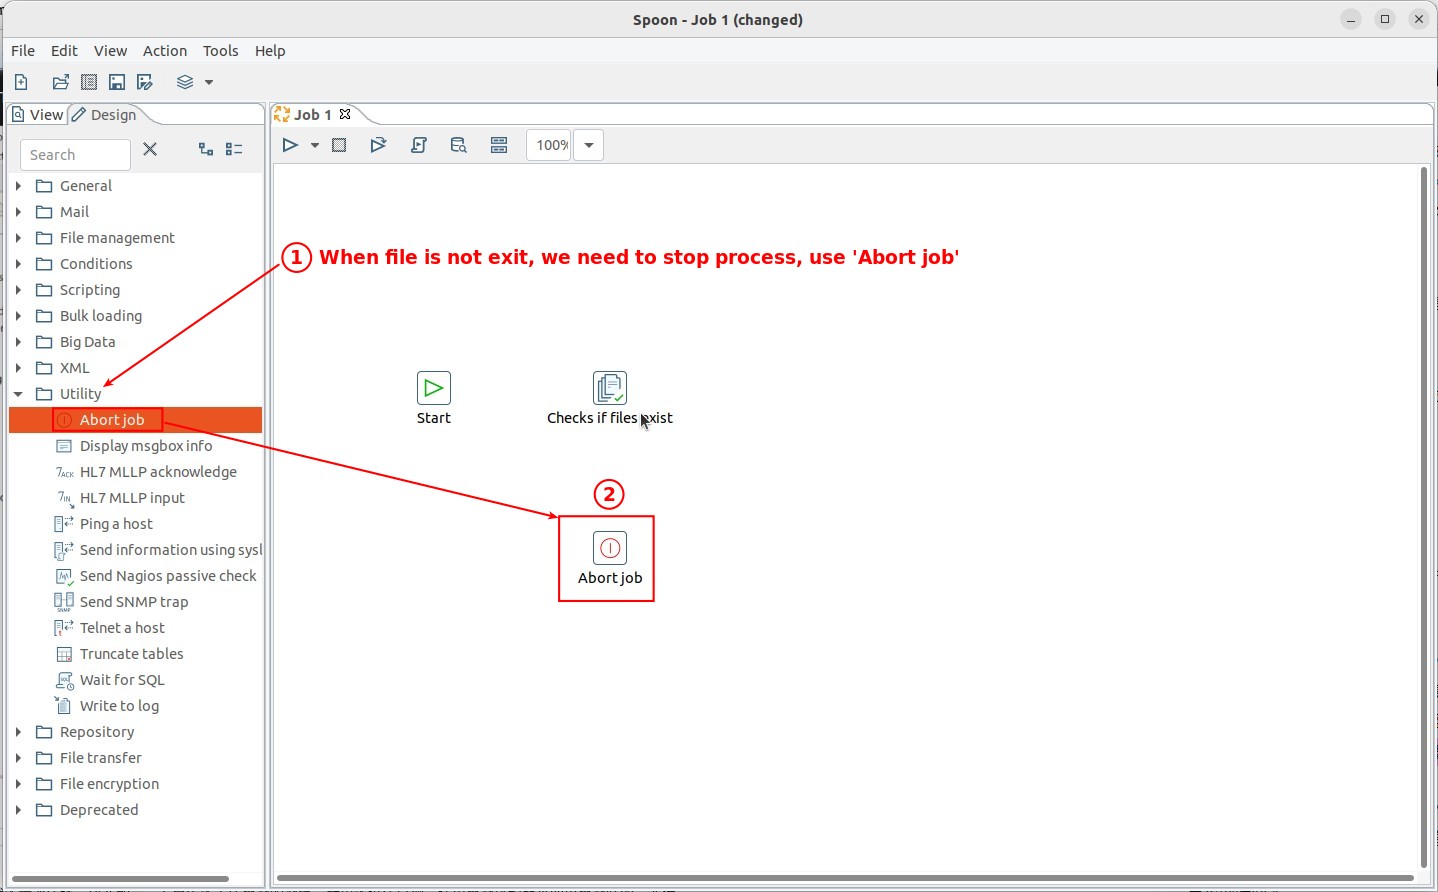 Spoon - Job 1 (changed)
File Edit View Action Tools Help
View Design
Job 1
Search
100%
General
Mail
File management
Conditions
Scripting
Bulk loading
Big Data
XML
Utility
Abort job
Display msgbox info
7ACK HL7 MLLP acknowledge
7IN HL7 MLLP input
Ping a host
Send information using sysl
Send Nagios passive check
SNMP Send SNMP trap
Telnet a host
Truncate tables
Wait for SQL
Write to log
Repository
File transfer
File encryption
Deprecated
1 When file is not exit, we need to stop process, use 'Abort job'
Start
Checks if files exist
2
Abort job